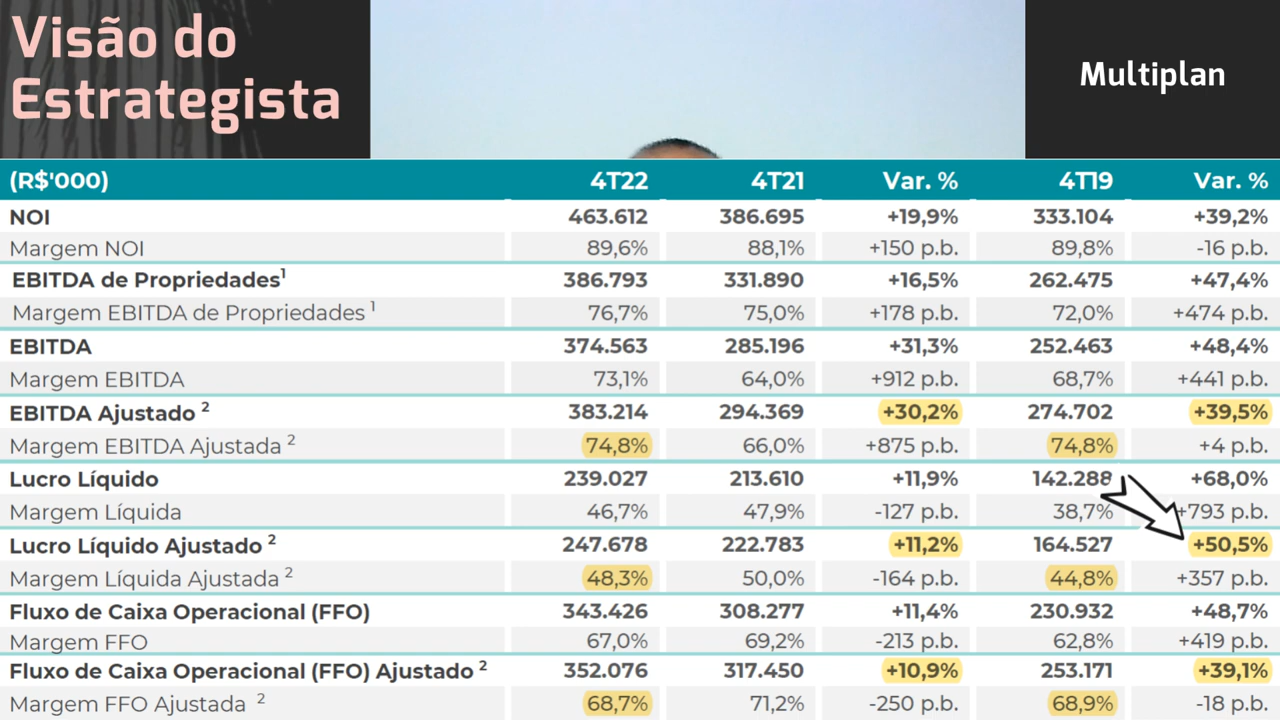 Visão do
Estrategista
Multiplan
(R$'000) 4T22 4T21 Var. % 4T19 Var. %
NOI 463.612 386.695 +19,9% 333.104 +39,2%
Margem NOI 89,6% 88,1% +150 p.b. 89,8% -16 p.b.
EBITDA de Propriedades¹ 386.793 331.890 +16,5% 262.475 +47,4%
Margem EBITDA de Propriedades ¹ 76,7% 75,0% +178 p.b. 72,0% +474 p.b.
EBITDA 374.563 285.196 +31,3% 252.463 +48,4%
Margem EBITDA 73,1% 64,0% +912 p.b. 68,7% +441 p.b.
EBITDA Ajustado ² 383.214 294.369 +30,2% 274.702 +39,5%
Margem EBITDA Ajustada ² 74,8% 66,0% +875 p.b. 74,8% +4 p.b.
Lucro Líquido 239.027 213.610 +11,9% 142.288 +68,0%
Margem Líquida 46,7% 47,9% -127 p.b. 38,7% +793 p.b.
Lucro Líquido Ajustado ² 247.678 222.783 +11,2% 164.527 +50,5%
Margem Líquida Ajustada ² 48,3% 50,0% -164 p.b. 44,8% +357 p.b.
Fluxo de Caixa Operacional (FFO) 343.426 308.277 +11,4% 230.932 +48,7%
Margem FFO 67,0% 69,2% -213 p.b. 62,8% +419 p.b.
Fluxo de Caixa Operacional (FFO) Ajustado ² 352.076 317.450 +10,9% 253.171 +39,1%
Margem FFO Ajustada ² 68,7% 71,2% -250 p.b. 68,9% -18 p.b.